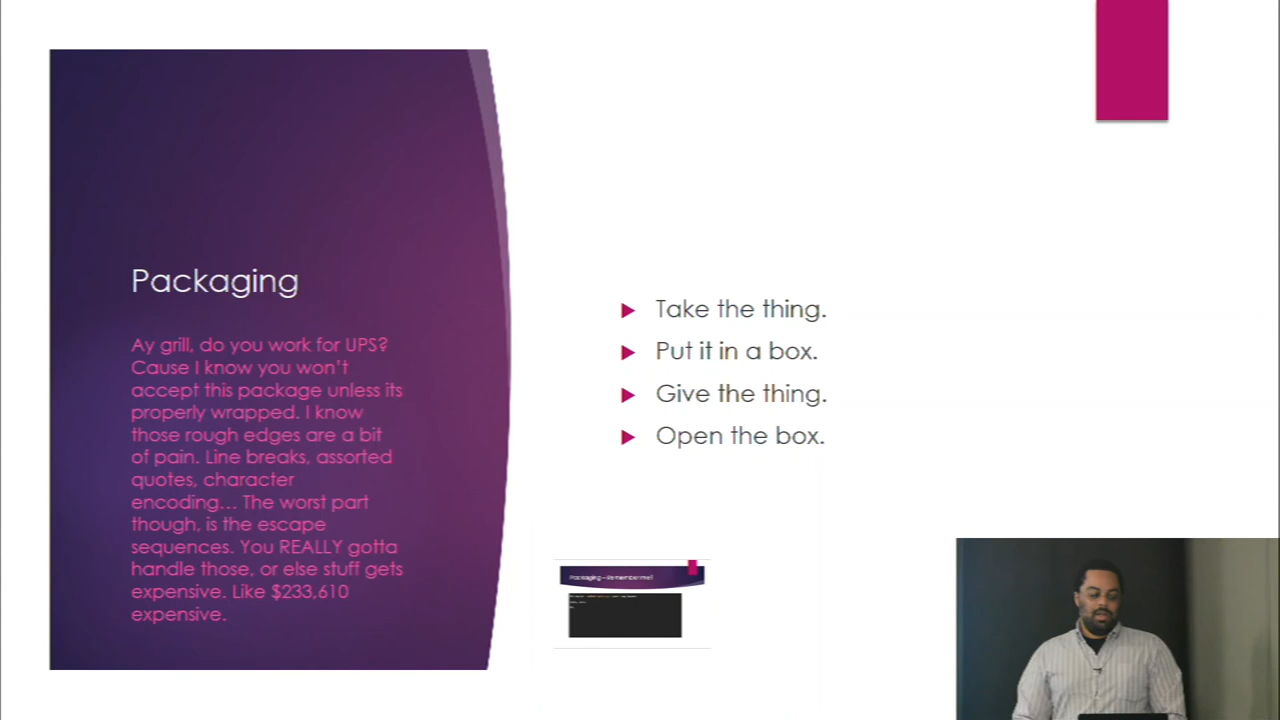 Packaging
Ay grill, do you work for UPS?
Cause I know you won't
accept this package unless its
properly wrapped. I know
those rough edges are a bit
of pain. Line breaks, assorted
quotes, character
encoding... The worst part
though, is the escape
sequences. You REALLY gotta
handle those, or else stuff gets
expensive. Like $233,610
expensive.
Take the thing.
Put it in a box.
Give the thing.
Open the box.
Packaging – Remember me?